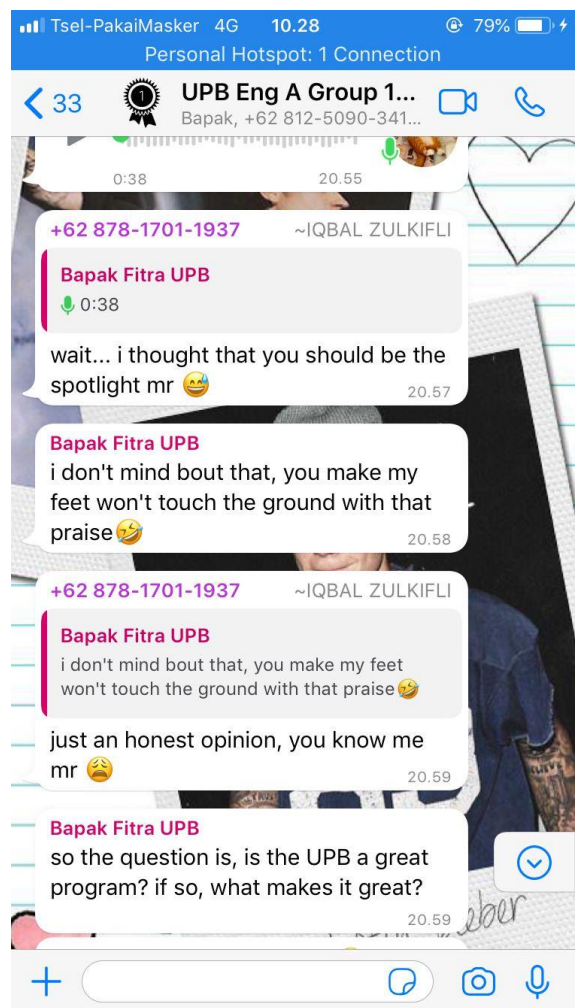 Tsel-PakaiMasker 4G 10.28 79%
Personal Hotspot: 1 Connection
33 UPB Eng A Group 1...
Bapak, +62 812-5090-341...
1
0:38 20.55
+62 878-1701-1937 ~IQBAL ZULKIFLI
Bapak Fitra UPB
0:38
wait... i thought that you should be the
spotlight mr 😅
20.57
Bapak Fitra UPB
i don't mind bout that, you make my
feet won't touch the ground with that
praise🤣
20.58
+62 878-1701-1937 ~IQBAL ZULKIFLI
Bapak Fitra UPB
i don't mind bout that, you make my feet
won't touch the ground with that praise🤣
just an honest opinion, you know me
mr 😩
20.59
Bapak Fitra UPB
so the question is, is the UPB a great
program? if so, what makes it great?
20.59